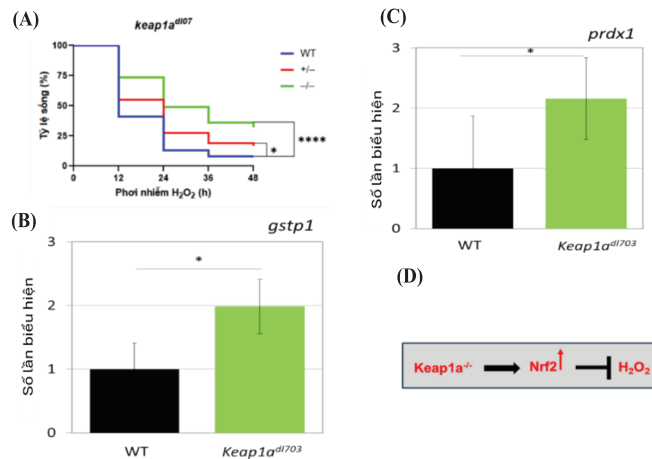 (A)
keap1a^dl07
Tỷ lệ sống (%)
100
75
50
25
0
0 12 24 36 48
Phơi nhiễm H₂O₂ (h)
WT
+/–
–/–
****
*
(B)
gstp1
Số lần biểu hiện
3
2
1
0
*
WT Keap1a^dl703
(C)
prdx1
Số lần biểu hiện
3
2
1
0
*
WT Keap1a^dl703
(D)
Keap1a^-/- Nrf2 H₂O₂